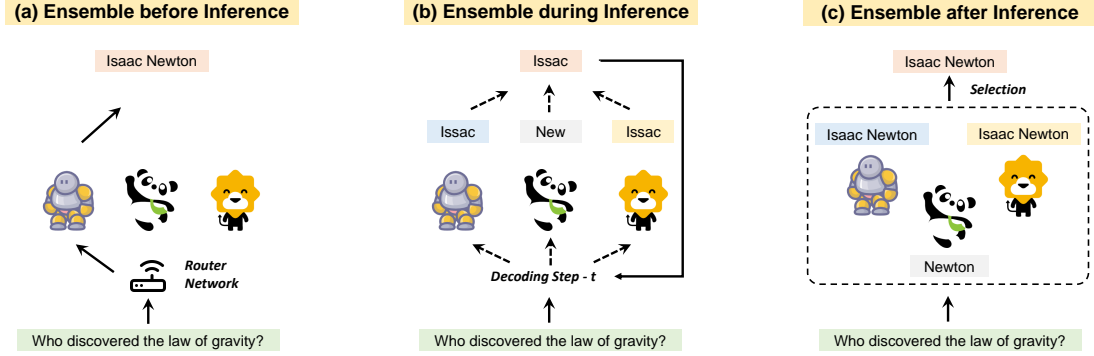 (a) Ensemble before Inference
Isaac Newton
Router
Network
Who discovered the law of gravity?
(b) Ensemble during Inference
Issac
Issac
New
Issac
Decoding Step - t
Who discovered the law of gravity?
(c) Ensemble after Inference
Isaac Newton
Selection
Isaac Newton
Isaac Newton
Newton
Who discovered the law of gravity?